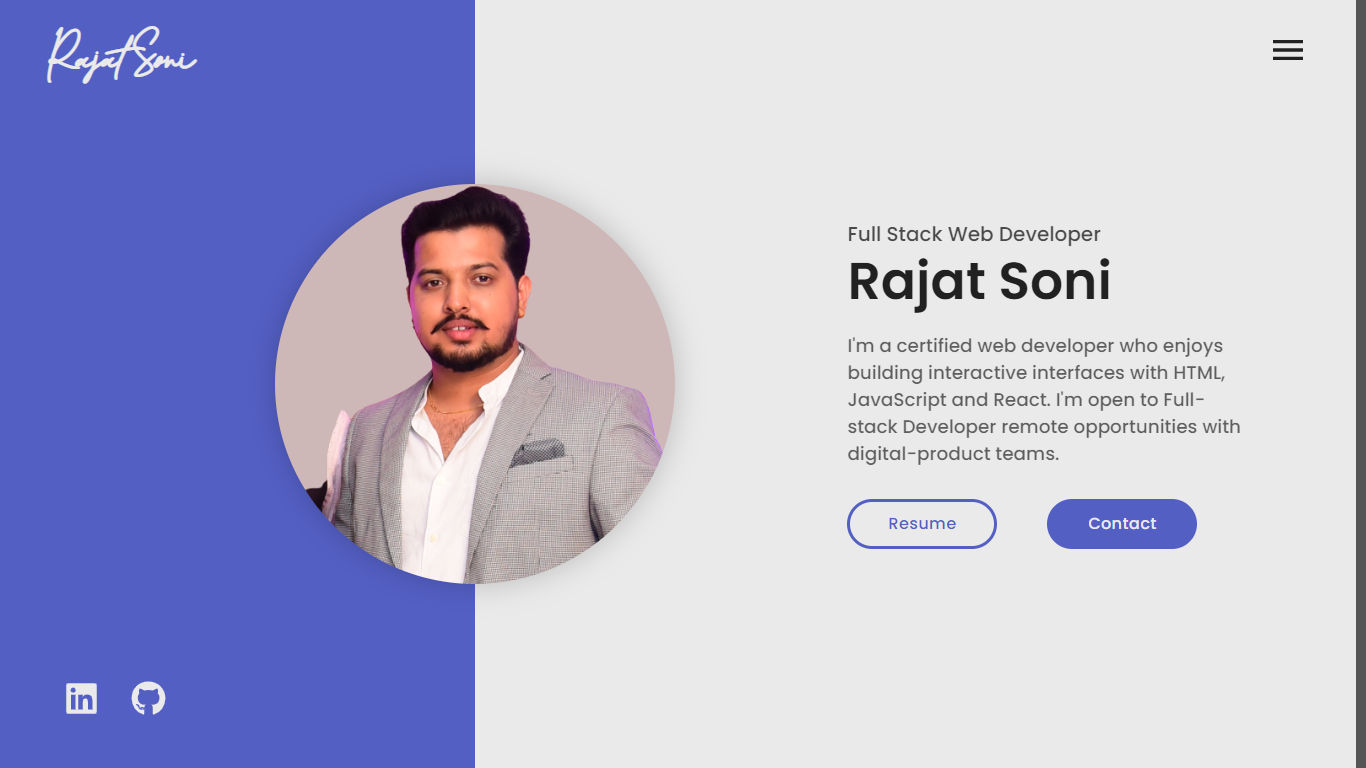 Rajat Soni
Full Stack Web Developer
Rajat Soni
I'm a certified web developer who enjoys
building interactive interfaces with HTML,
JavaScript and React. I'm open to Full-
stack Developer remote opportunities with
digital-product teams.
Resume
Contact
in